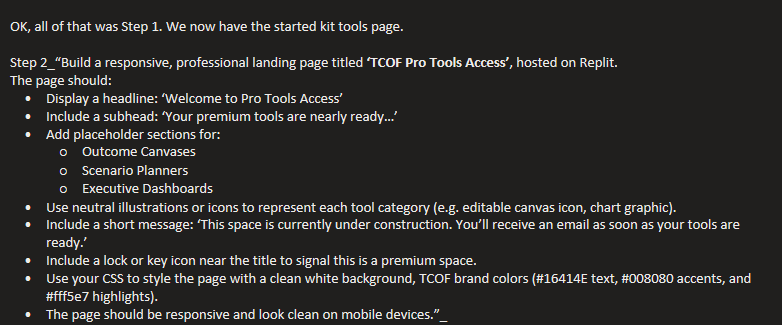 OK, all of that was Step 1. We now have the started kit tools page.
Step 2_“Build a responsive, professional landing page titled ‘TCOF Pro Tools Access’, hosted on Replit.
The page should:
• Display a headline: ‘Welcome to Pro Tools Access’
• Include a subhead: ‘Your premium tools are nearly ready…’
• Add placeholder sections for:
o Outcome Canvases
o Scenario Planners
o Executive Dashboards
• Use neutral illustrations or icons to represent each tool category (e.g. editable canvas icon, chart graphic).
• Include a short message: ‘This space is currently under construction. You’ll receive an email as soon as your tools are
ready.’
• Include a lock or key icon near the title to signal this is a premium space.
• Use your CSS to style the page with a clean white background, TCOF brand colors (#16414E text, #008080 accents, and
#fff5e7 highlights).
• The page should be responsive and look clean on mobile devices.”_